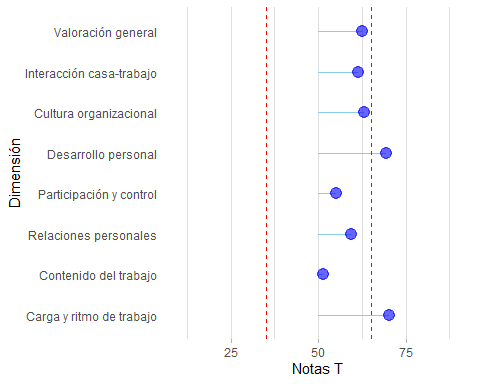 Valoración general
Interacción casa-trabajo
Cultura organizacional
Desarrollo personal
Participación y control
Relaciones personales
Contenido del trabajo
Carga y ritmo de trabajo
Dimensión
25 50 75
Notas T